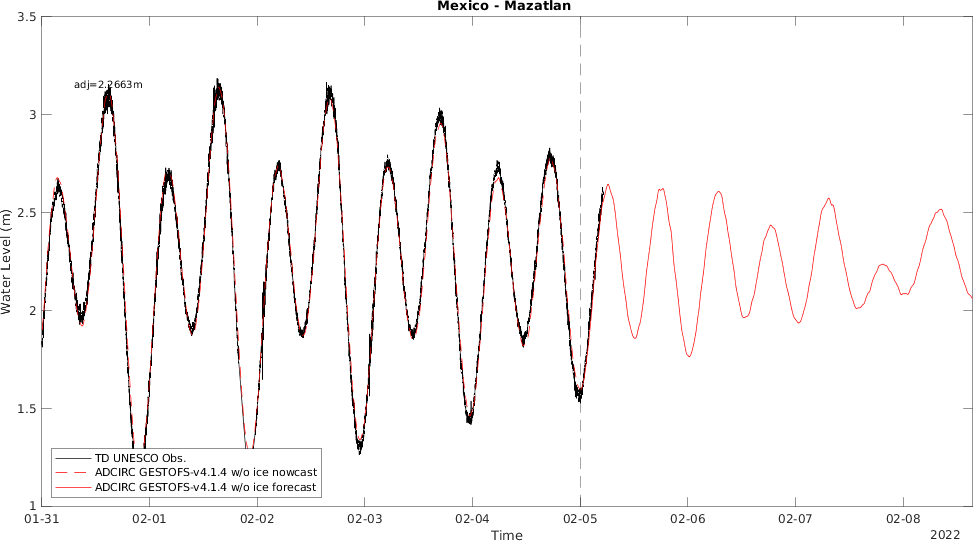 Mexico - Mazatlan
3.5
adj=2.2663m
3
2.5
Water Level (m)
2
1.5
TD UNESCO Obs.
ADCIRC GESTOFS-v4.1.4 w/o ice nowcast
ADCIRC GESTOFS-v4.1.4 w/o ice forecast
1
01-31 02-01 02-02 02-03 02-04 02-05 02-06 02-07 02-08
Time
2022